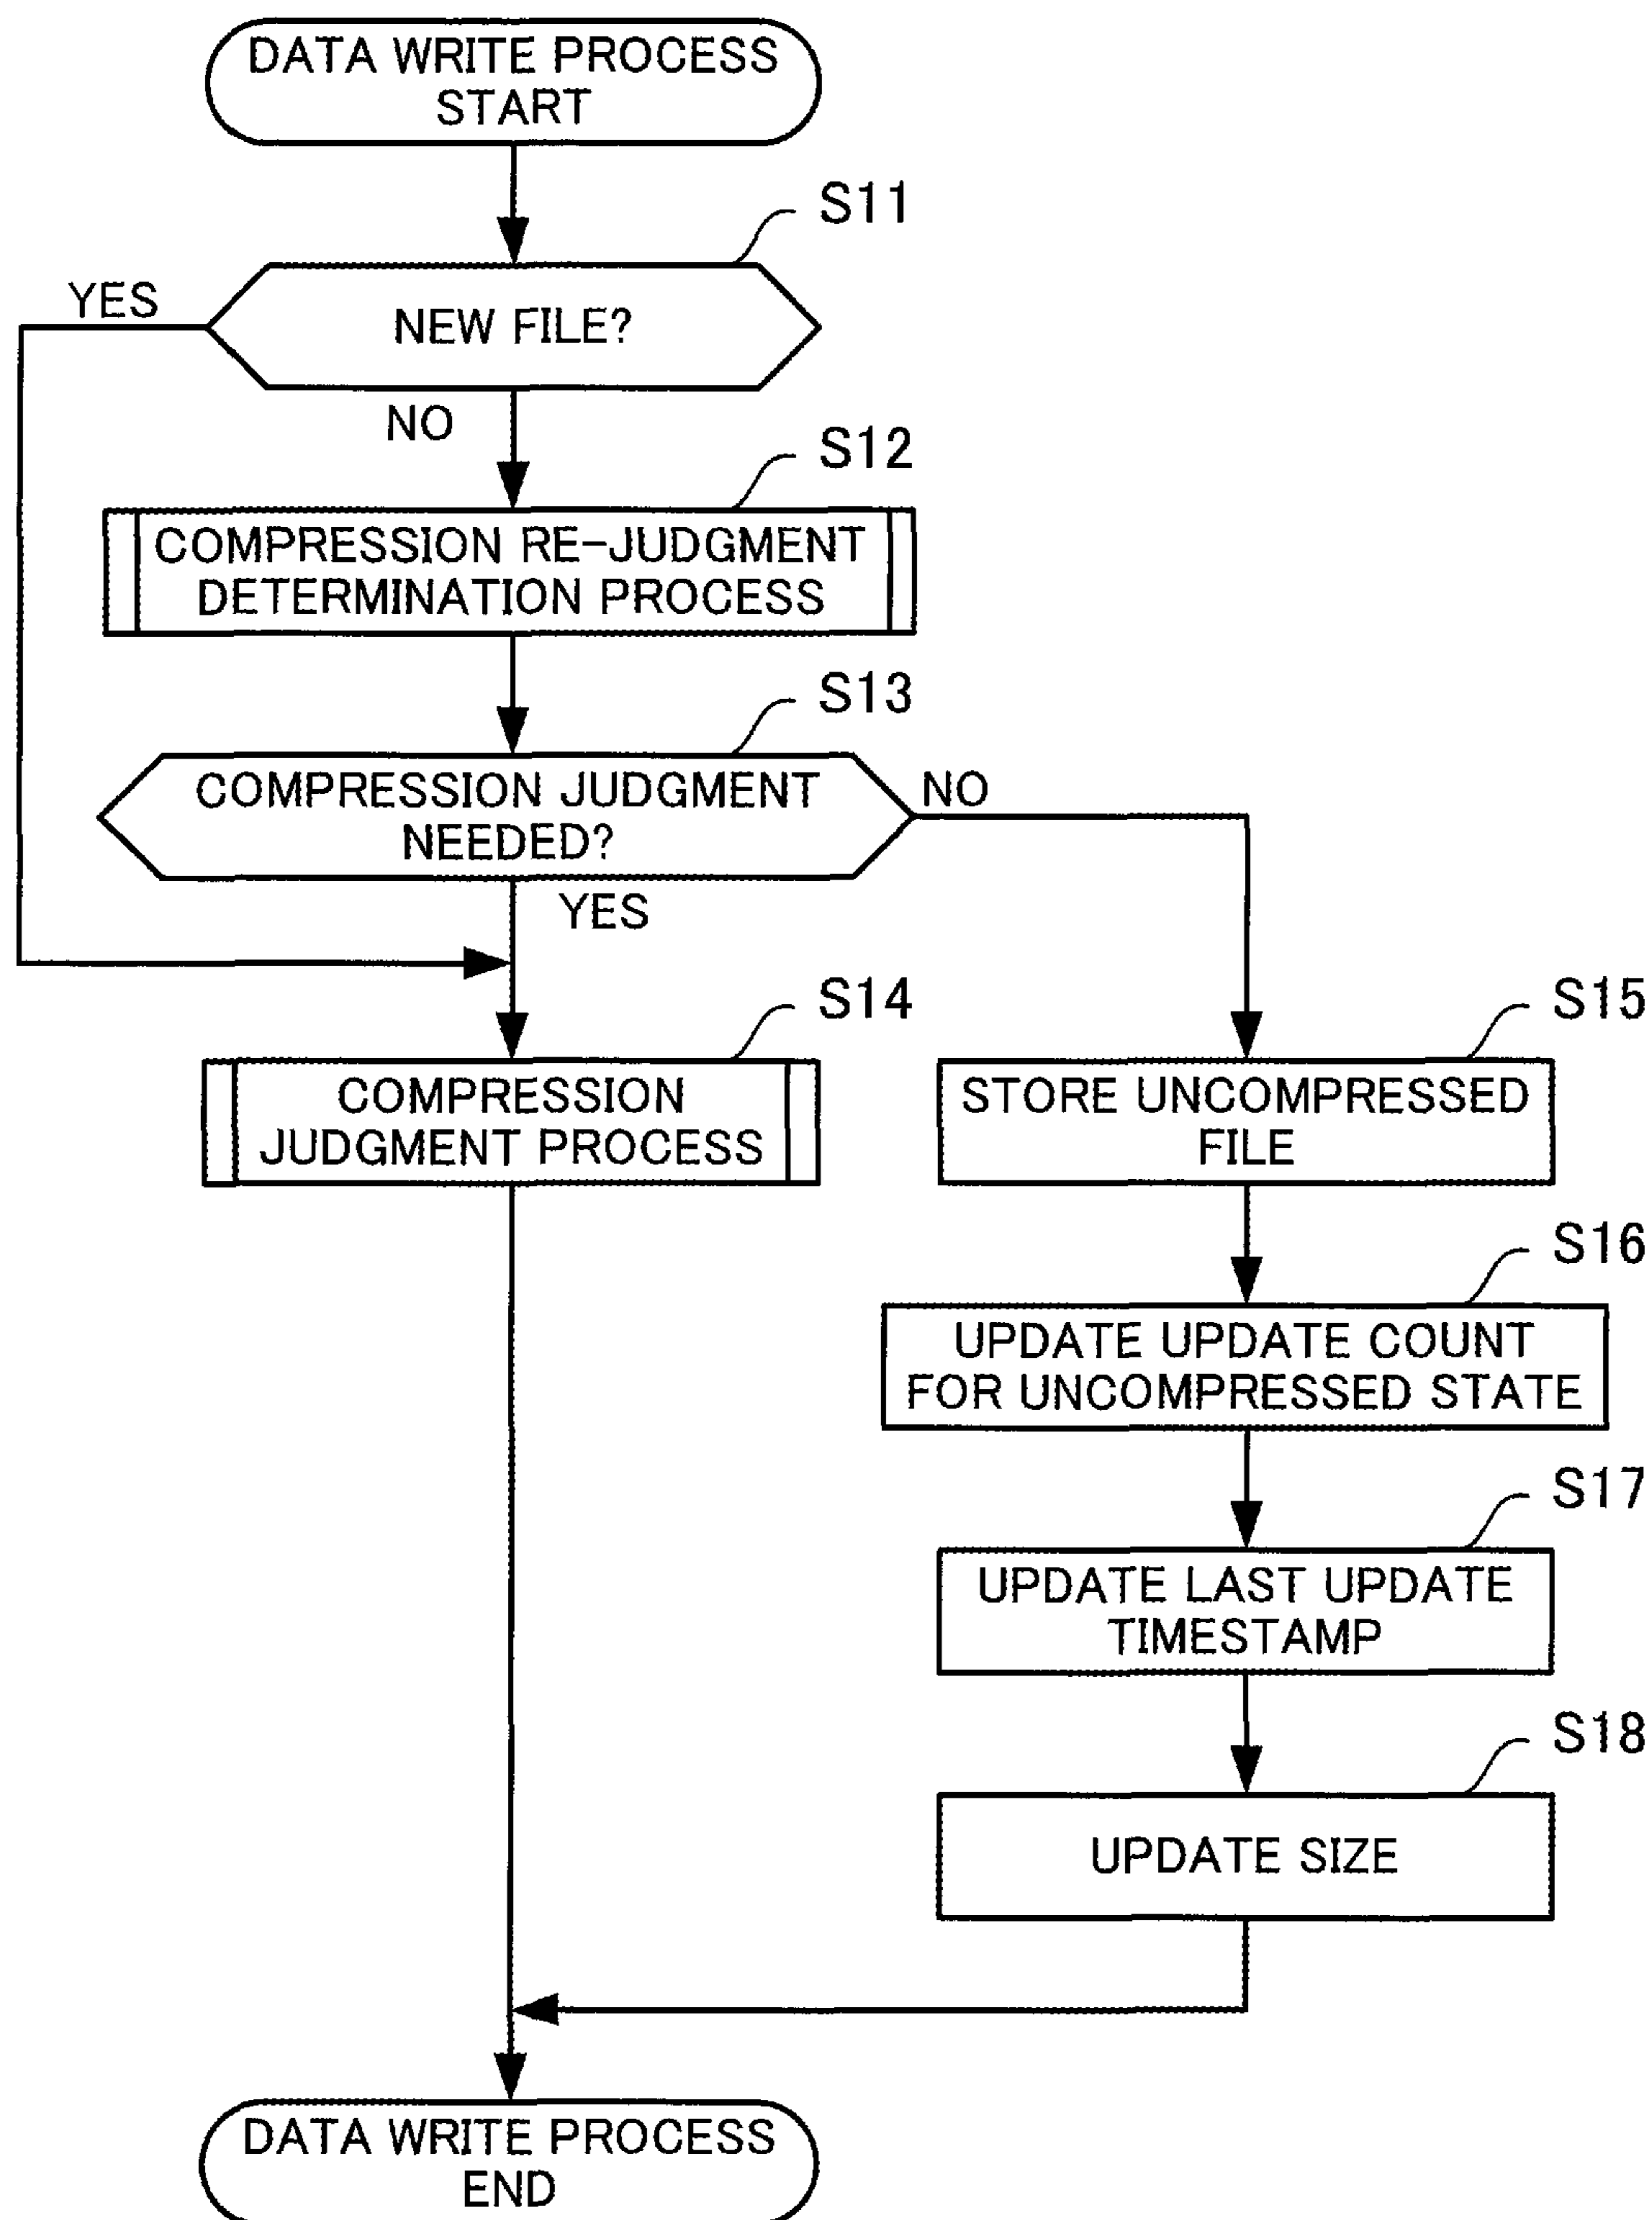 DATA WRITE PROCESS
START
S11
YES
NEW FILE?
NO
S12
COMPRESSION RE-JUDGMENT
DETERMINATION PROCESS
S13
COMPRESSION JUDGMENT
NEEDED?
NO
YES
S14
COMPRESSION
JUDGMENT PROCESS
S15
STORE UNCOMPRESSED
FILE
S16
UPDATE UPDATE COUNT
FOR UNCOMPRESSED STATE
S17
UPDATE LAST UPDATE
TIMESTAMP
S18
UPDATE SIZE
DATA WRITE PROCESS
END